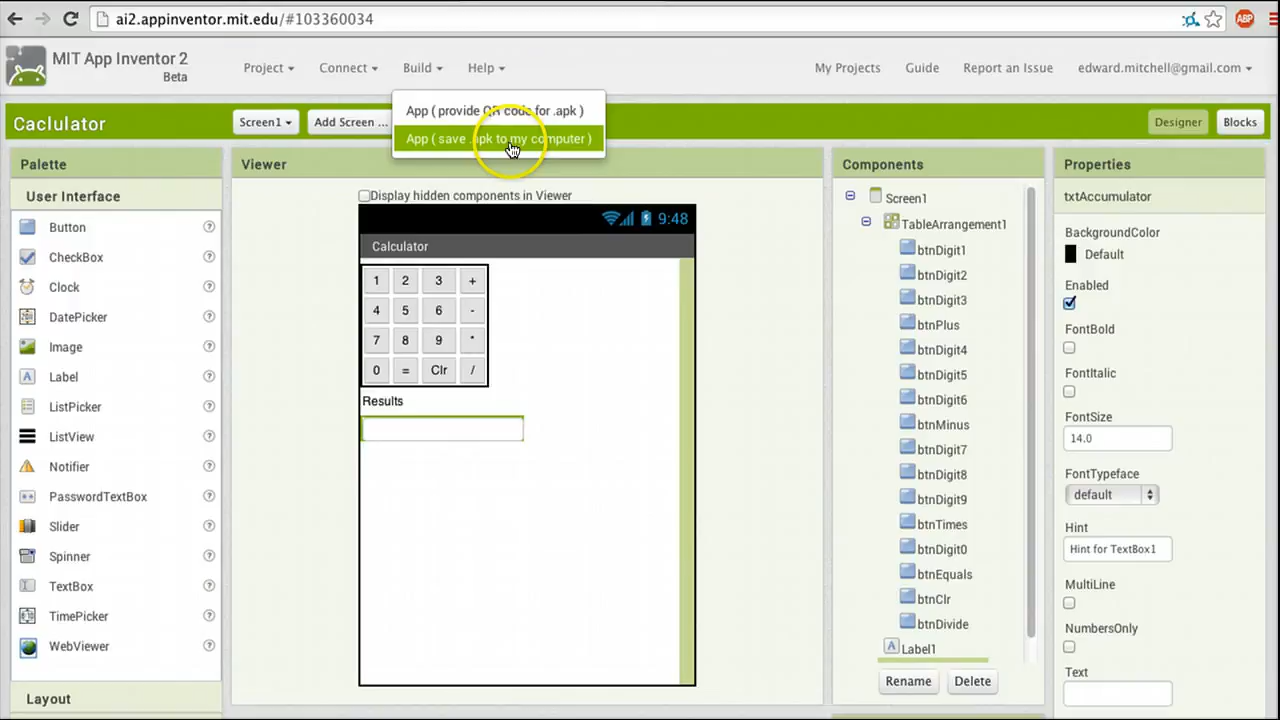 ai2.appinventor.mit.edu/#103360034
ABP
MIT App Inventor 2
Beta
Project
Connect
Build
Help
My Projects
Guide
Report an Issue
edward.mitchell@gmail.com
App ( provide QR code for .apk )
App ( save .apk to my computer )
Caclulator
Screen1
Add Screen ...
Designer
Blocks
Palette
User Interface
Button
?
CheckBox
?
Clock
?
DatePicker
?
Image
?
A Label
?
ListPicker
?
ListView
?
Notifier
?
PasswordTextBox
?
Slider
?
Spinner
?
TextBox
?
TimePicker
?
WebViewer
?
Layout
Viewer
Display hidden components in Viewer
9:48
Calculator
1 2 3 +
4 5 6 -
7 8 9 *
0 = Clr /
Results
Components
Screen1
TableArrangement1
btnDigit1
btnDigit2
btnDigit3
btnPlus
btnDigit4
btnDigit5
btnDigit6
btnMinus
btnDigit7
btnDigit8
btnDigit9
btnTimes
btnDigit0
btnEquals
btnClr
btnDivide
A Label1
Rename
Delete
Properties
txtAccumulator
BackgroundColor
Default
Enabled
FontBold
FontItalic
FontSize
14.0
FontTypeface
default
Hint
Hint for TextBox1
MultiLine
NumbersOnly
Text